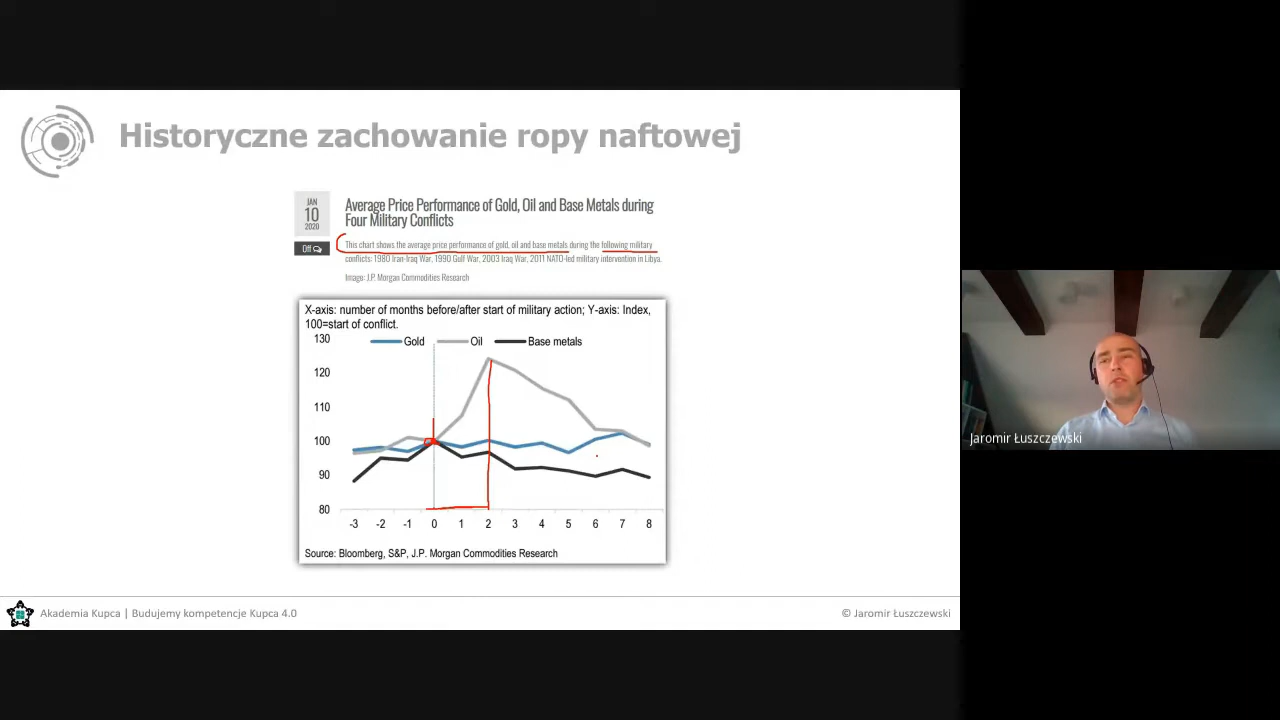 Historyczne zachowanie ropy naftowej
JAN
10
2020
Off
Average Price Performance of Gold, Oil and Base Metals during
Four Military Conflicts
This chart shows the average price performance of gold, oil and base metals during the following military
conflicts: 1980 Iran-Iraq War, 1990 Gulf War, 2003 Iraq War, 2011 NATO-led military intervention in Libya.
Image: J.P. Morgan Commodities Research
X-axis: number of months before/after start of military action; Y-axis: Index,
100=start of conflict.
130
Gold Oil Base metals
120
110
100
90
80
-3 -2 -1 0 1 2 3 4 5 6 7 8
Source: Bloomberg, S&P, J.P. Morgan Commodities Research
Jaromir Łuszczewski
Akademia Kupca | Budujemy kompetencje Kupca 4.0
© Jaromir Łuszczewski